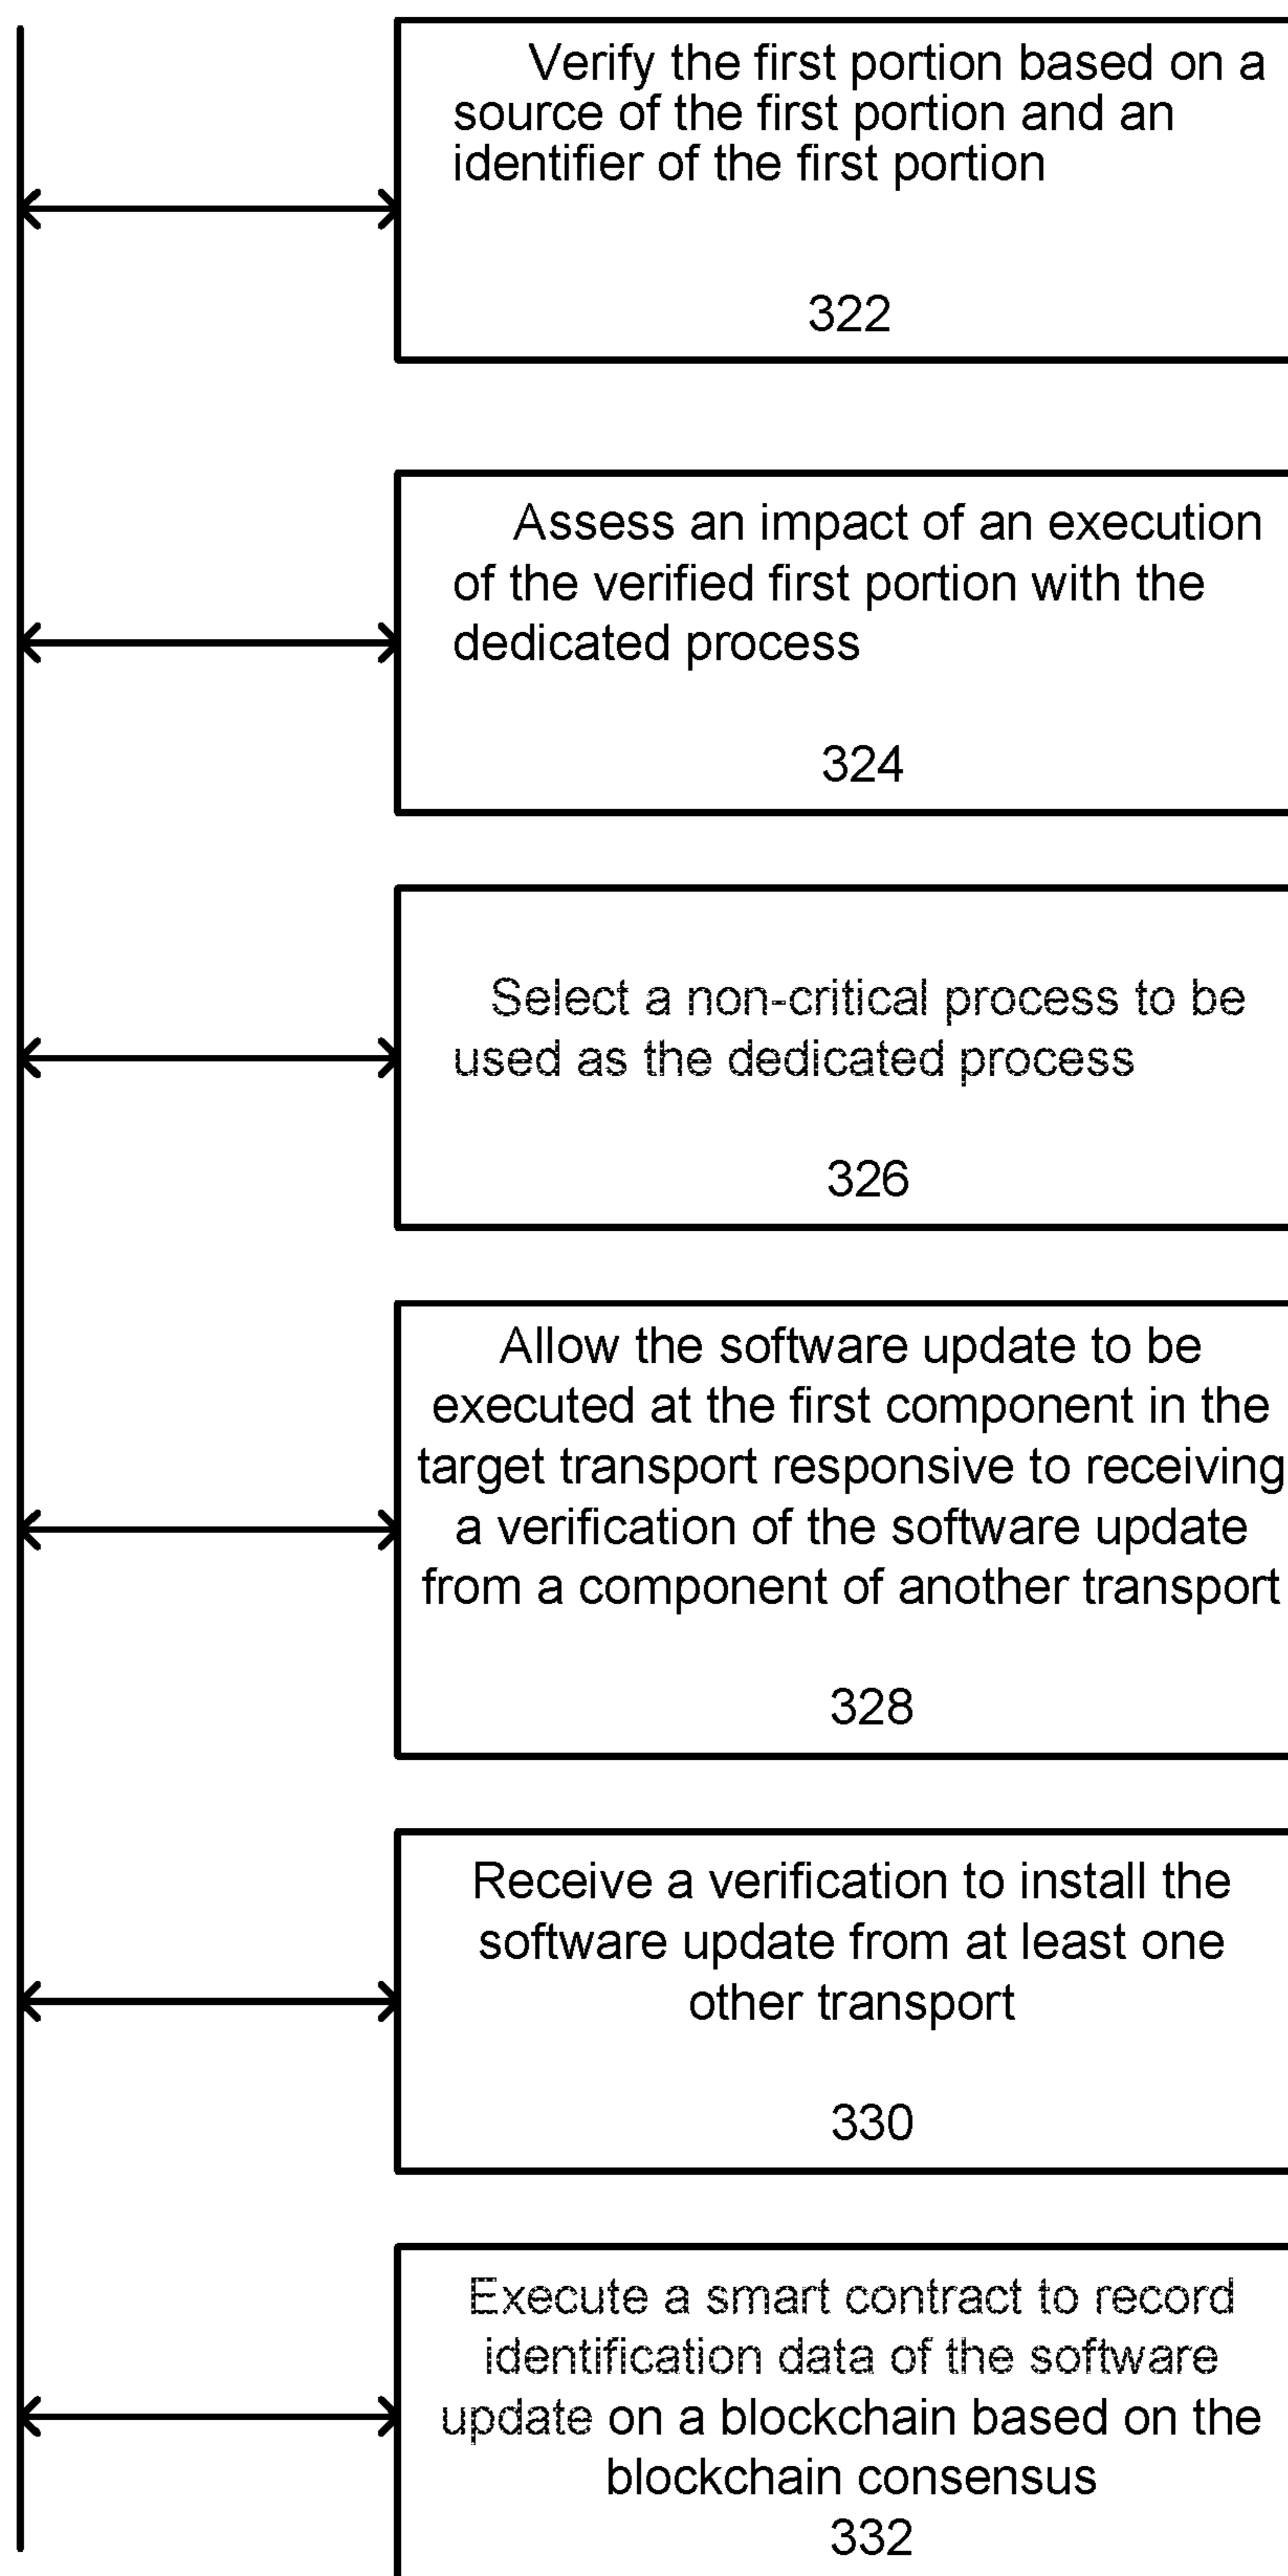 Verify the first portion based on a
source of the first portion and an
identifier of the first portion
322
Assess an impact of an execution
of the verified first portion with the
dedicated process
324
Select a non-critical process to be
used as the dedicated process
326
Allow the software update to be
executed at the first component in the
target transport responsive to receiving
a verification of the software update
from a component of another transport
328
Receive a verification to install the
software update from at least one
other transport
330
Execute a smart contract to record
identification data of the software
update on a blockchain based on the
blockchain consensus
332